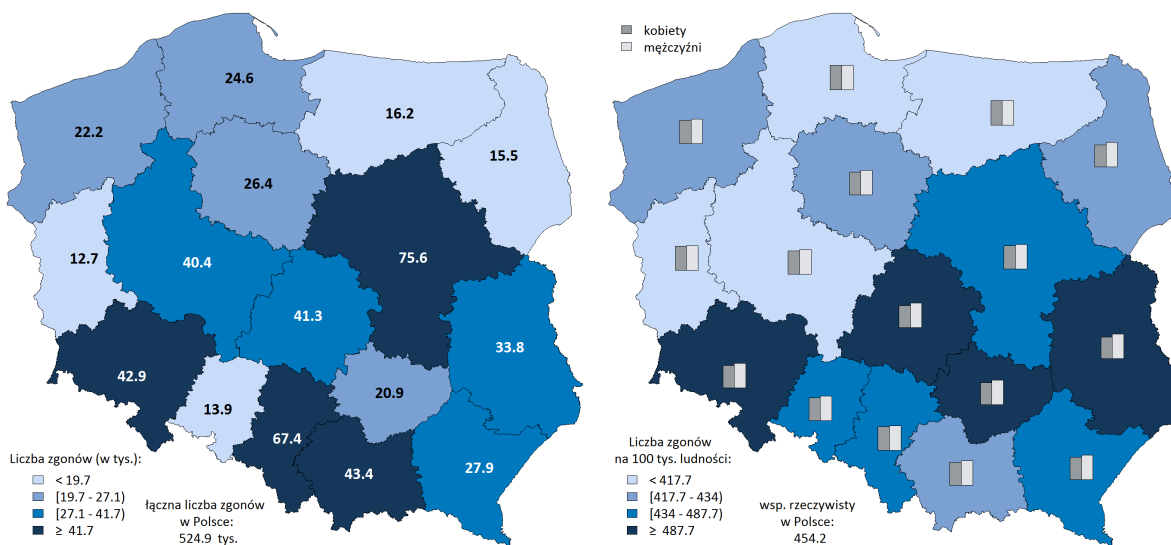 24.6
16.2
22.2
15.5
26.4
12.7
40.4
75.6
41.3
33.8
42.9
20.9
13.9
67.4
43.4
27.9
Liczba zgonów (w tys.):
< 19.7
[19.7 - 27.1)
[27.1 - 41.7)
≥ 41.7
łączna liczba zgonów
w Polsce:
524.9 tys.
kobiety
mężczyźni
Liczba zgonów
na 100 tys. ludności:
< 417.7
[417.7 - 434)
[434 - 487.7)
≥ 487.7
wsp. rzeczywisty
w Polsce:
454.2